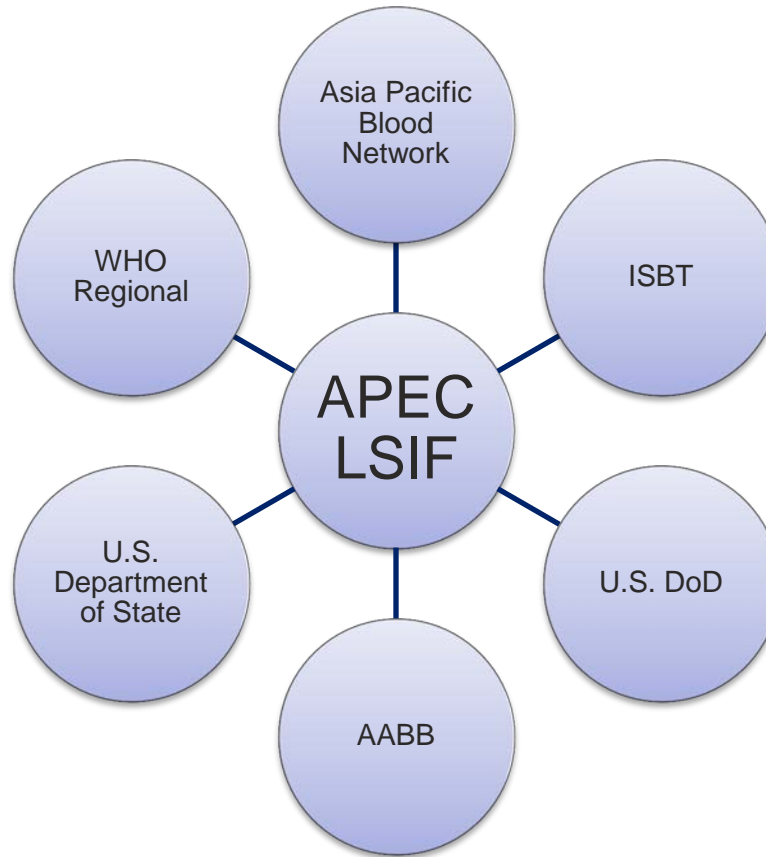 Asia Pacific
Blood
Network
WHO
Regional
ISBT
APEC
LSIF
U.S.
Department
of State
U.S. DoD
AABB